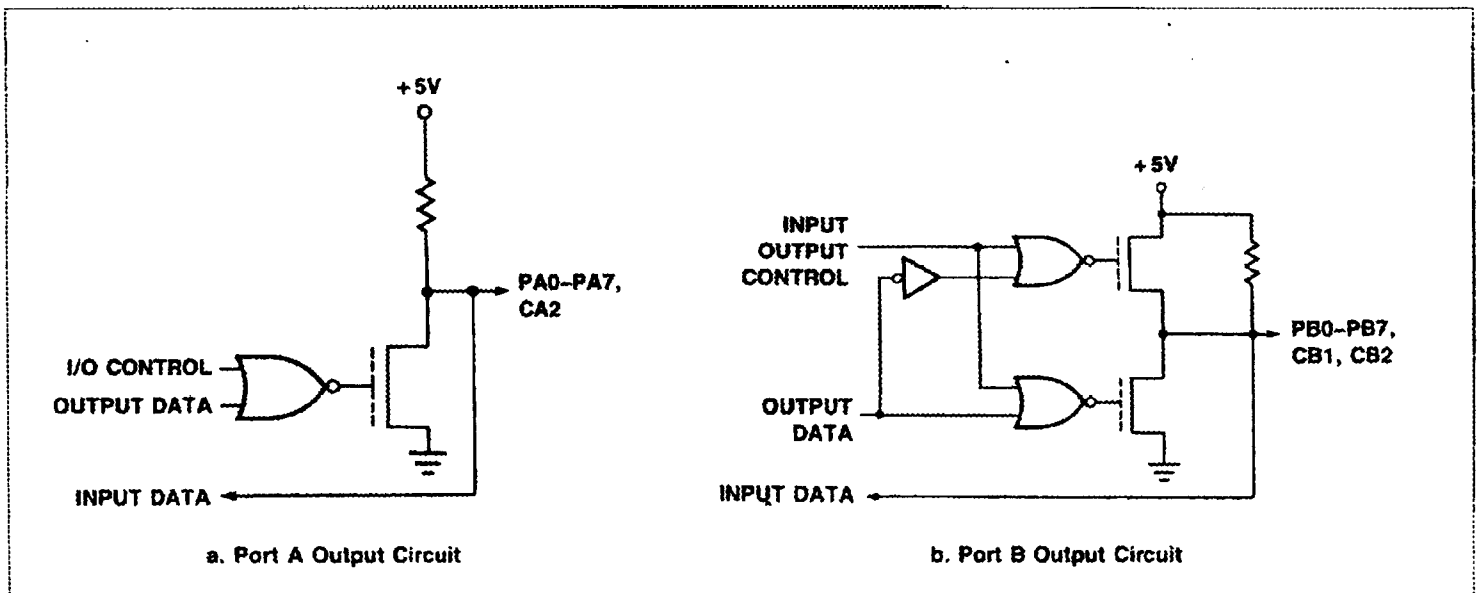 +5V
PA0–PA7,
CA2
I/O CONTROL
OUTPUT DATA
INPUT DATA
a. Port A Output Circuit
+5V
INPUT
OUTPUT
CONTROL
PB0–PB7,
CB1, CB2
OUTPUT
DATA
INPUT DATA
b. Port B Output Circuit